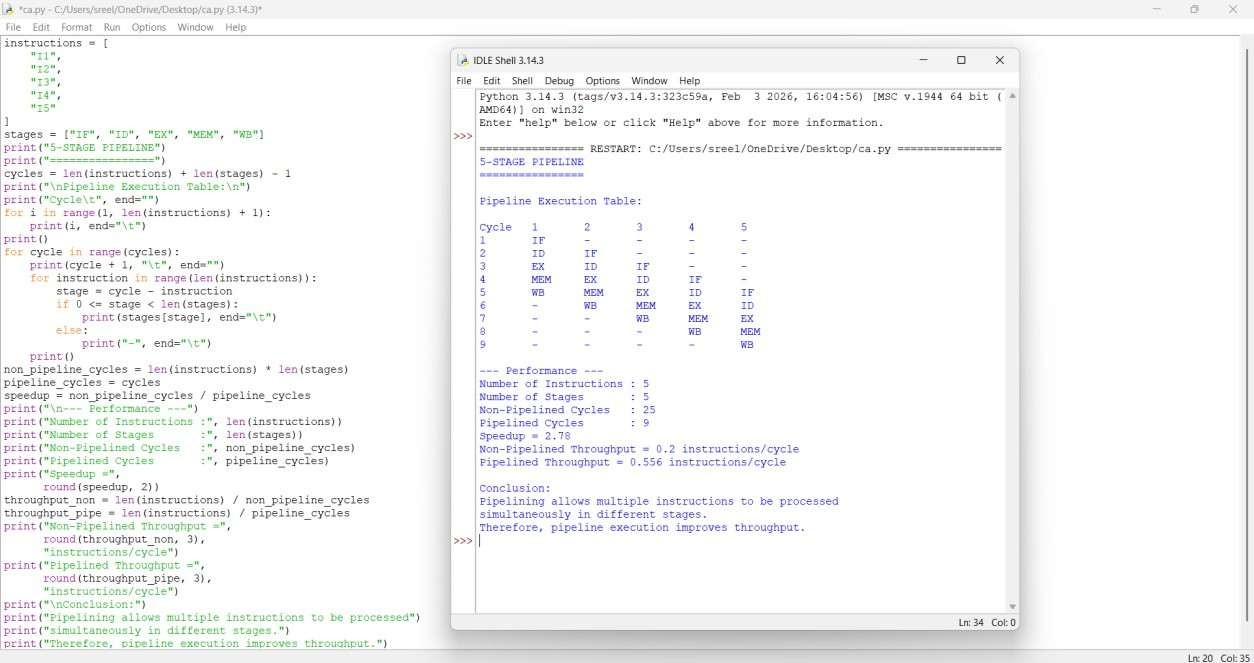 *ca.py - C:/Users/sreel/OneDrive/Desktop/ca.py (3.14.3)*
File Edit Format Run Options Window Help
instructions = [
    "I1",
    "I2",
    "I3",
    "I4",
    "I5"
]
stages = ["IF", "ID", "EX", "MEM", "WB"]
print("5-STAGE PIPELINE")
print("================")
cycles = len(instructions) + len(stages) - 1
print("\nPipeline Execution Table:\n")
print("Cycle\t", end="")
for i in range(1, len(instructions) + 1):
    print(i, end="\t")
print()
for cycle in range(cycles):
    print(cycle + 1, "\t", end="")
    for instruction in range(len(instructions)):
        stage = cycle - instruction
        if 0 <= stage < len(stages):
            print(stages[stage], end="\t")
        else:
            print("-", end="\t")
    print()
non_pipeline_cycles = len(instructions) * len(stages)
pipeline_cycles = cycles
speedup = non_pipeline_cycles / pipeline_cycles
print("\n--- Performance ---")
print("Number of Instructions :", len(instructions))
print("Number of Stages       :", len(stages))
print("Non-Pipelined Cycles   :", non_pipeline_cycles)
print("Pipelined Cycles       :", pipeline_cycles)
print("Speedup =",
      round(speedup, 2))
throughput_non = len(instructions) / non_pipeline_cycles
throughput_pipe = len(instructions) / pipeline_cycles
print("Non-Pipelined Throughput =",
      round(throughput_non, 3),
      "instructions/cycle")
print("Pipelined Throughput =",
      round(throughput_pipe, 3),
      "instructions/cycle")
print("\nConclusion:")
print("Pipelining allows multiple instructions to be processed")
print("simultaneously in different stages.")
print("Therefore, pipeline execution improves throughput.")
IDLE Shell 3.14.3
File Edit Shell Debug Options Window Help
Python 3.14.3 (tags/v3.14.3:323c59a, Feb  3 2026, 16:04:56) [MSC v.1944 64 bit (
AMD64)] on win32
Enter "help" below or click "Help" above for more information.
>>>
================ RESTART: C:/Users/sreel/OneDrive/Desktop/ca.py ================
5-STAGE PIPELINE
================
Pipeline Execution Table:
Cycle 1 2 3 4 5
1 IF - - - -
2 ID IF - - -
3 EX ID IF - -
4 MEM EX ID IF -
5 WB MEM EX ID IF
6 - WB MEM EX ID
7 - - WB MEM EX
8 - - - WB MEM
9 - - - - WB
--- Performance ---
Number of Instructions : 5
Number of Stages       : 5
Non-Pipelined Cycles   : 25
Pipelined Cycles       : 9
Speedup = 2.78
Non-Pipelined Throughput = 0.2 instructions/cycle
Pipelined Throughput = 0.556 instructions/cycle
Conclusion:
Pipelining allows multiple instructions to be processed
simultaneously in different stages.
Therefore, pipeline execution improves throughput.
>>>
Ln: 34 Col: 0
Ln: 20 Col: 35